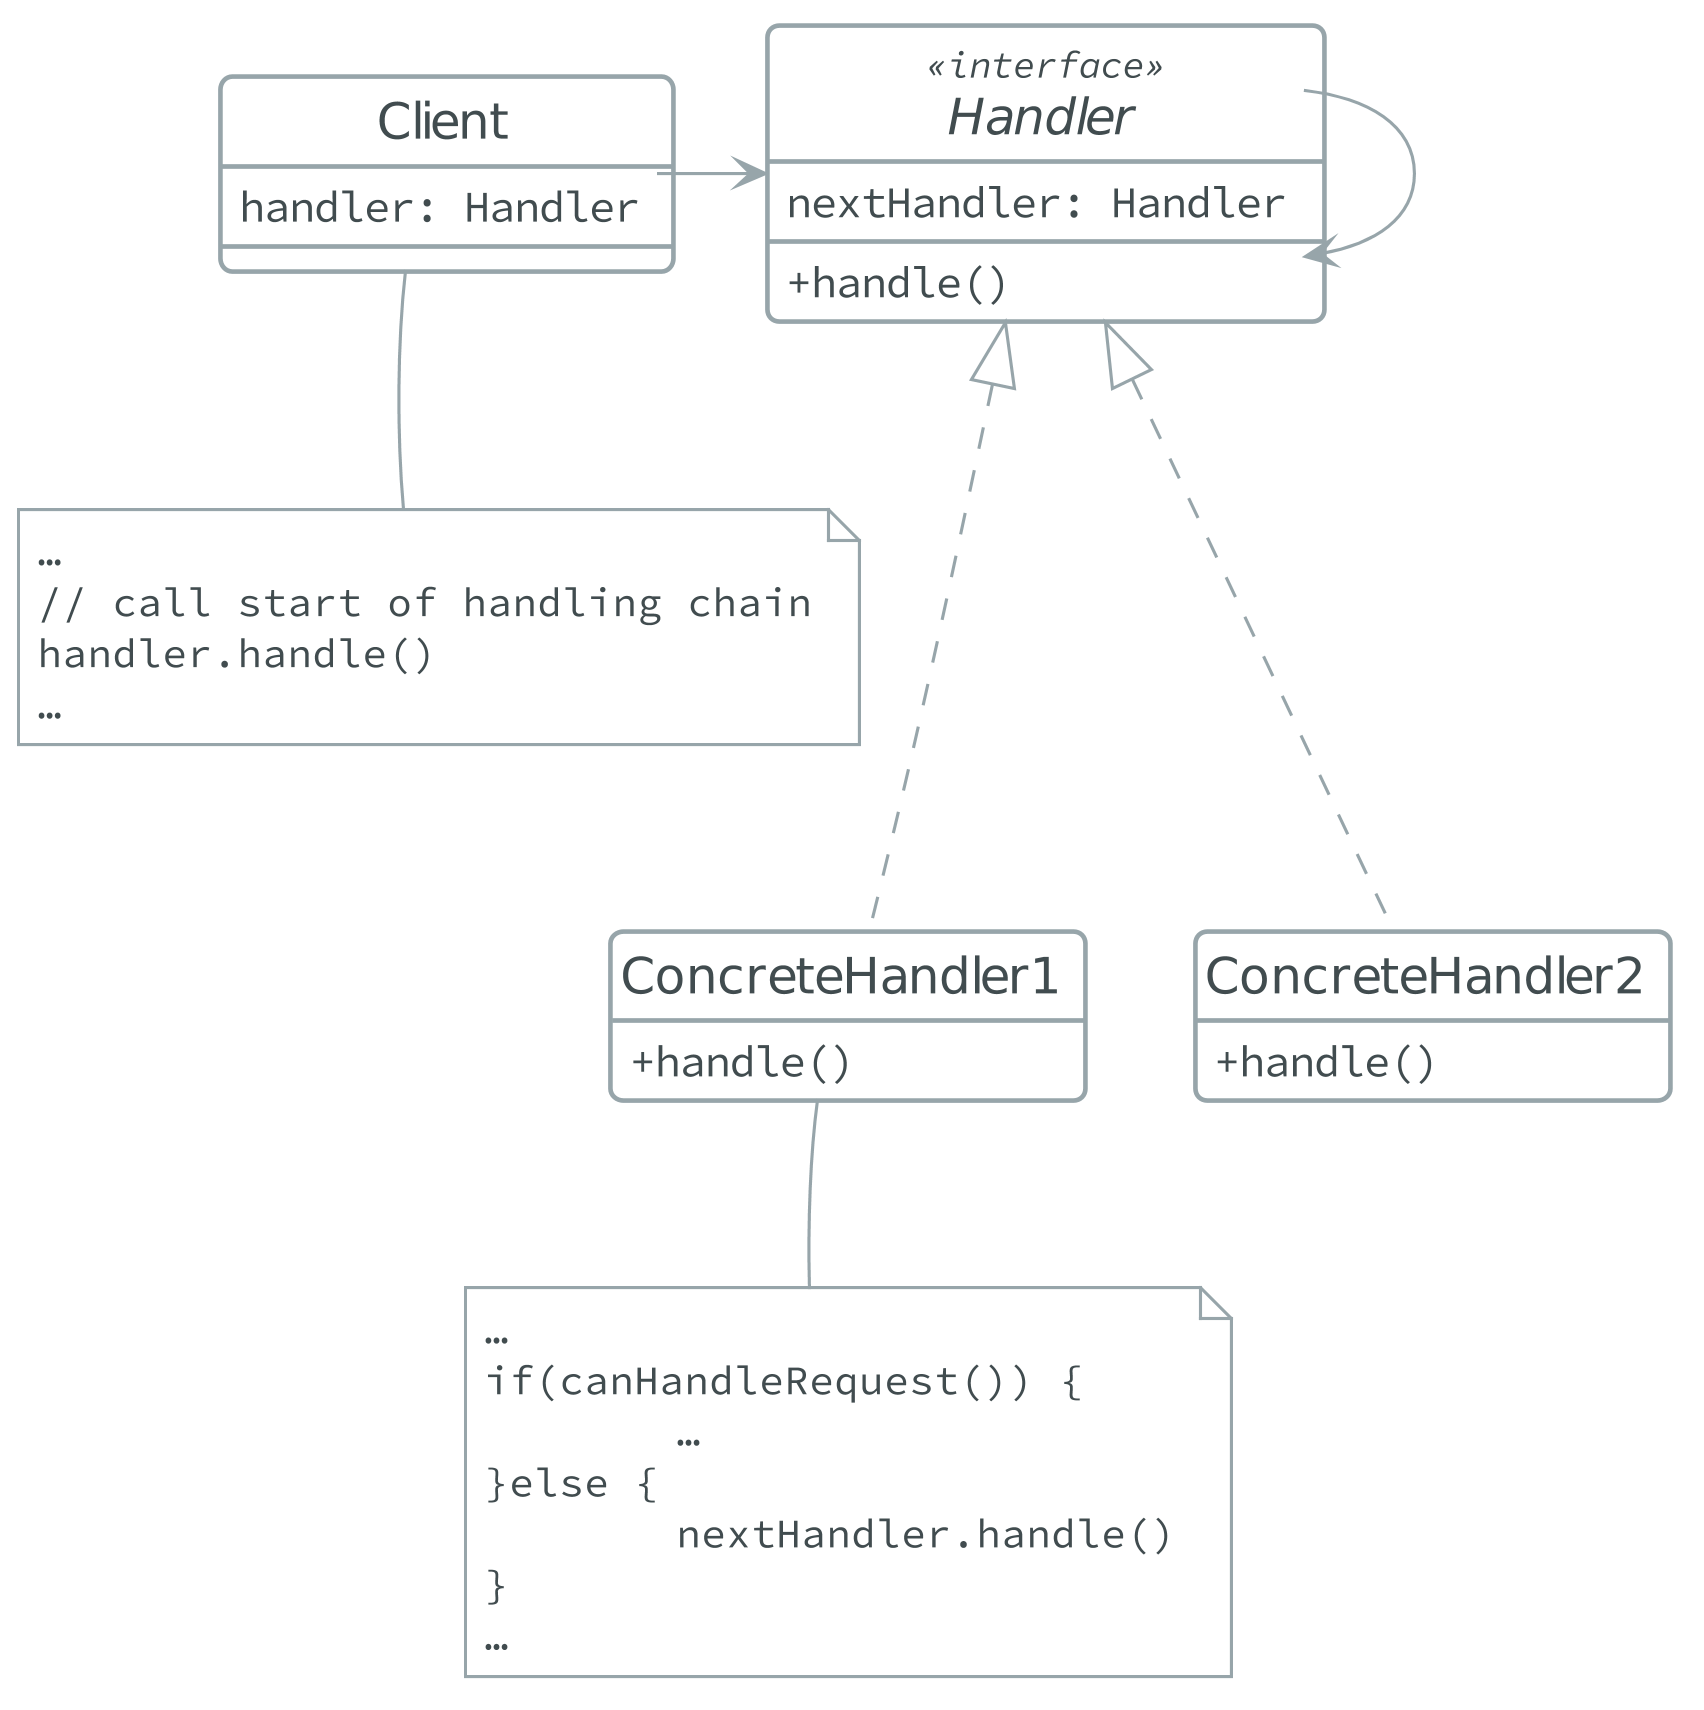 Client
handler: Handler
«interface»
Handler
nextHandler: Handler
+handle()
…
// call start of handling chain
handler.handle()
…
ConcreteHandler1
+handle()
ConcreteHandler2
+handle()
…
if(canHandleRequest()) {
        …
}else {
        nextHandler.handle()
}
…